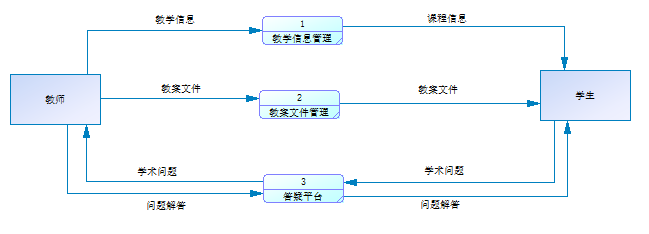 教学信息
1
教学信息管理
课程信息
教师
教案文件
2
教案文件管理
教案文件
学生
学术问题
3
答疑平台
学术问题
问题解答
问题解答